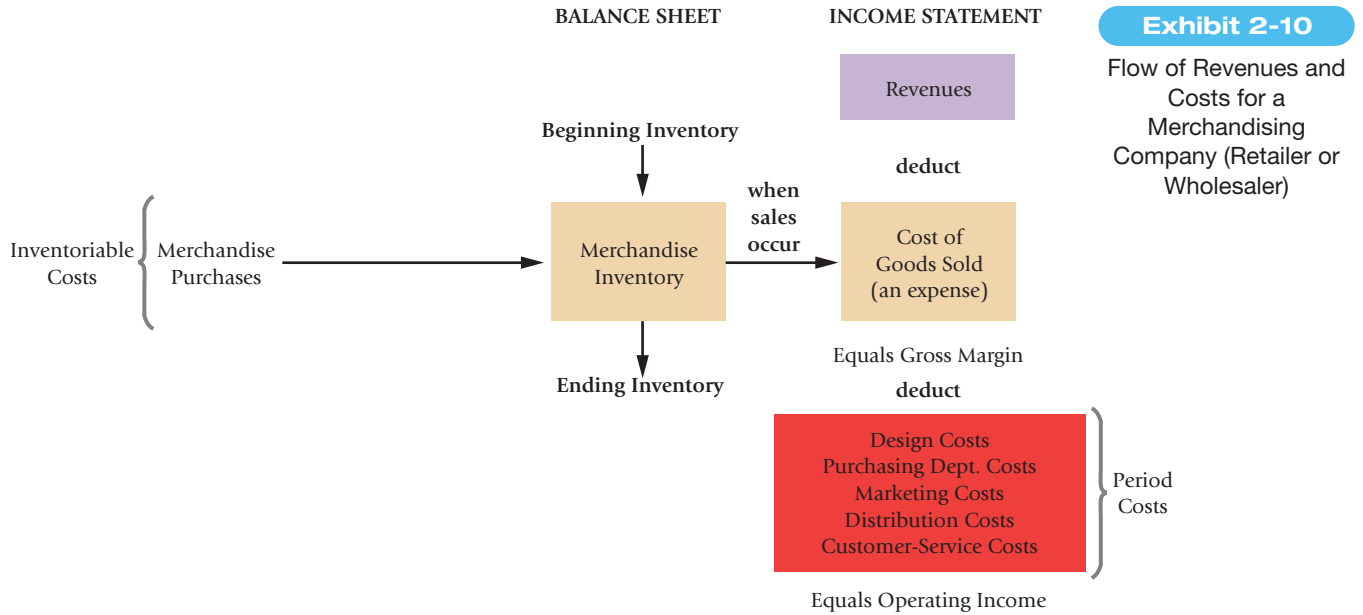 BALANCE SHEET
INCOME STATEMENT
Exhibit 2-10
Flow of Revenues and
Costs for a
Merchandising
Company (Retailer or
Wholesaler)
Revenues
Beginning Inventory
deduct
when
sales
occur
Inventoriable
Costs
Merchandise
Purchases
Merchandise
Inventory
Cost of
Goods Sold
(an expense)
Equals Gross Margin
Ending Inventory
deduct
Design Costs
Purchasing Dept. Costs
Marketing Costs
Distribution Costs
Customer-Service Costs
Period
Costs
Equals Operating Income